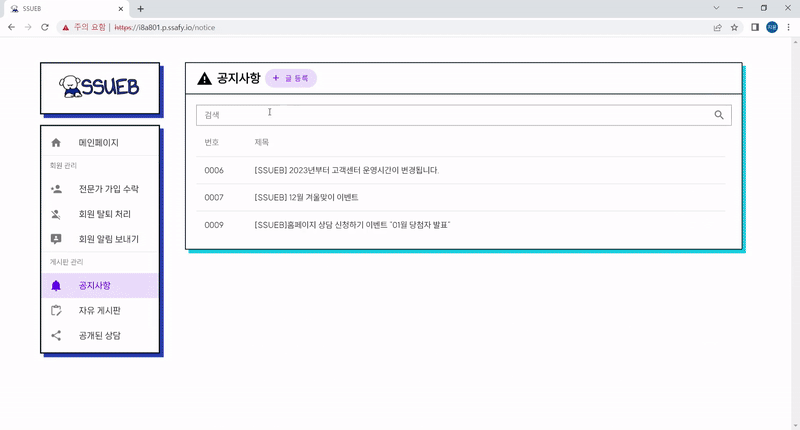 SSUEB
주의 요함
https://i8a801.p.ssafy.io/notice
지윤
SSUEB
메인페이지
회원 관리
전문가 가입 수락
회원 탈퇴 처리
회원 알림 보내기
게시판 관리
공지사항
자유 게시판
공개된 상담
공지사항
+ 글 등록
검색
번호 제목
0006 [SSUEB] 2023년부터 고객센터 운영시간이 변경됩니다.
0007 [SSUEB] 12월 겨울맞이 이벤트
0009 [SSUEB]홈페이지 상담 신청하기 이벤트 "01월 당첨자 발표"